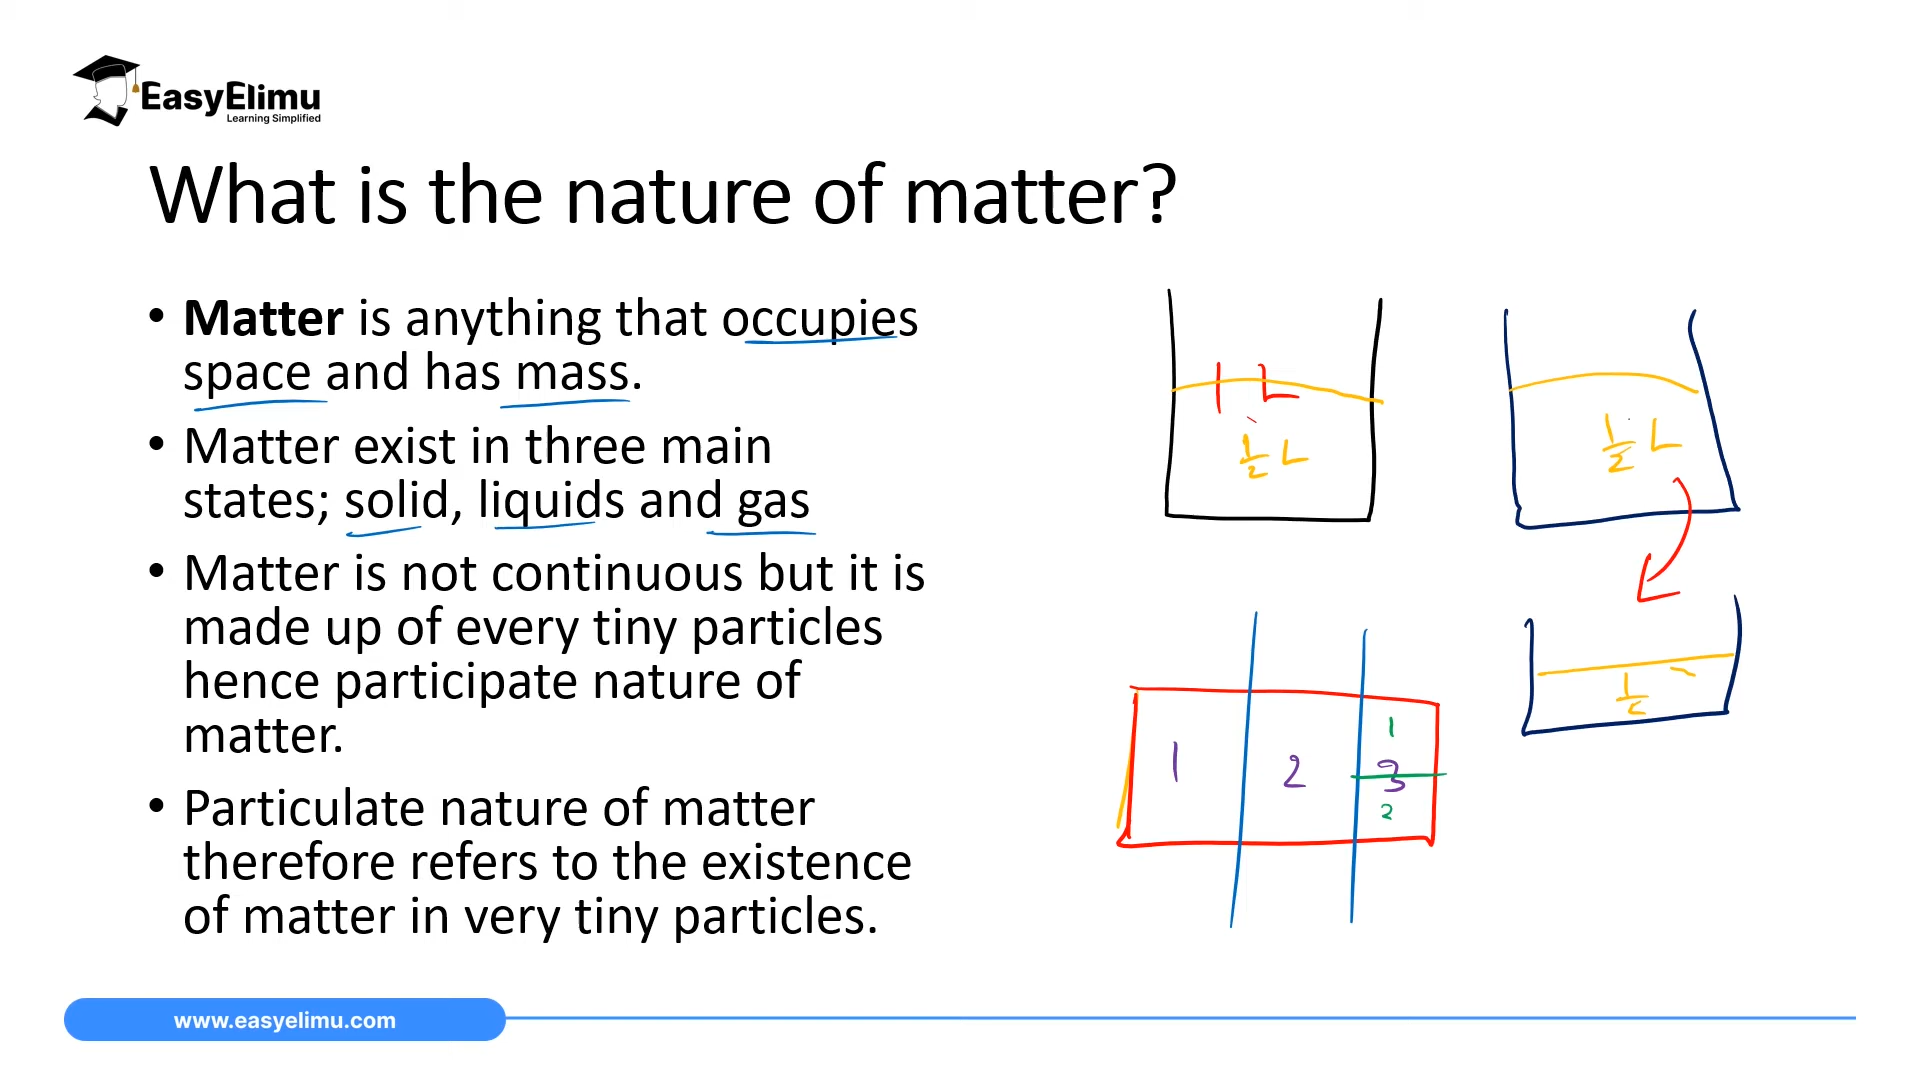 EasyElimu
Learning Simplified
What is the nature of matter?
• Matter is anything that occupies
space and has mass.
• Matter exist in three main
states; solid, liquids and gas
• Matter is not continuous but it is
made up of every tiny particles
hence participate nature of
matter.
• Particulate nature of matter
therefore refers to the existence
of matter in very tiny particles.
1 L
1/2 L
1/2 L
1
2
3
1
2
www.easyelimu.com